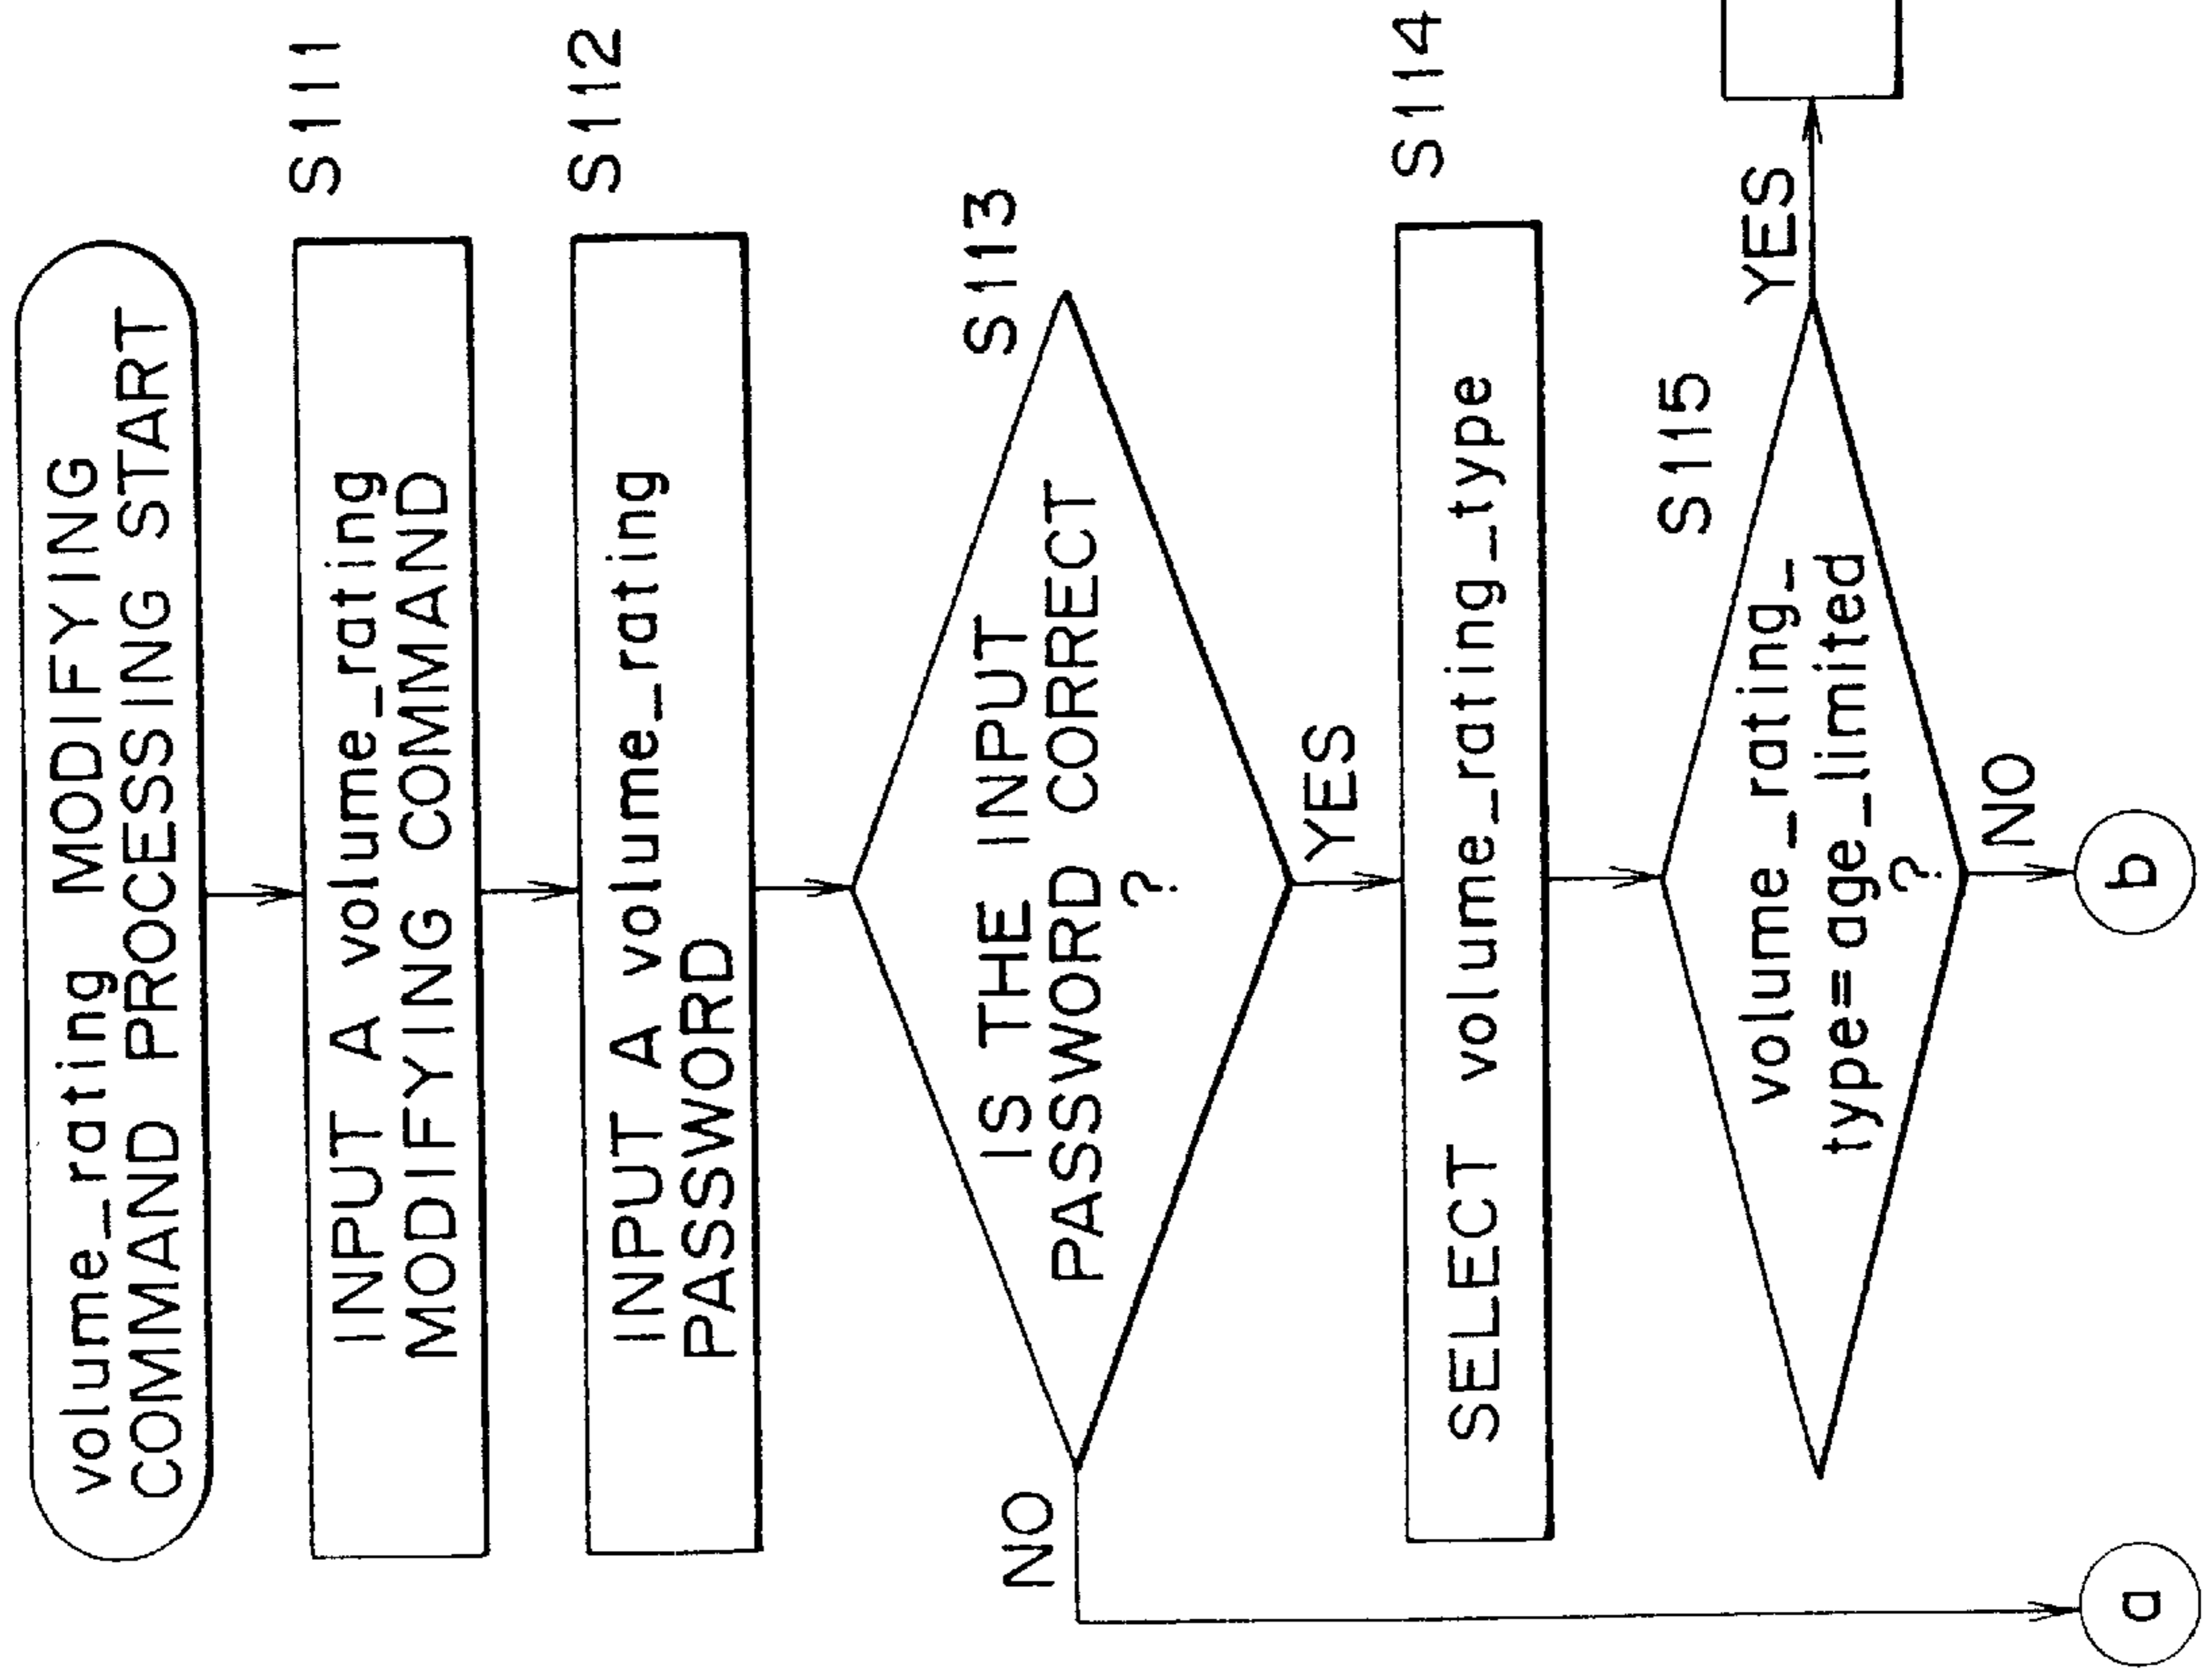 volume_rating MODIFYING
COMMAND PROCESSING START
S111
INPUT A volume_rating
MODIFYING COMMAND
S112
INPUT A volume_rating
PASSWORD
S113
IS THE INPUT
PASSWORD CORRECT
?
NO
YES
S114
SELECT volume_rating_type
S115
volume_rating_
type=age_limited
?
YES
NO
a
b